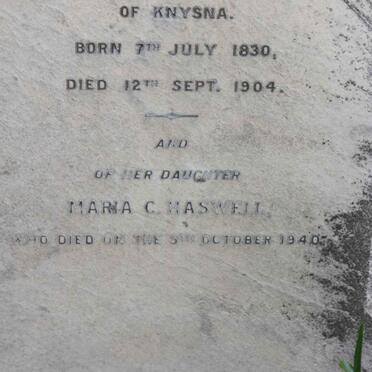 OF KNYSNA.
BORN 7TH JULY 1830,
DIED 12TH SEPT. 1904.
AND
OF HER DAUGHTER
MARIA C. HASWELL,
WHO DIED ON THE 5TH OCTOBER 1940.